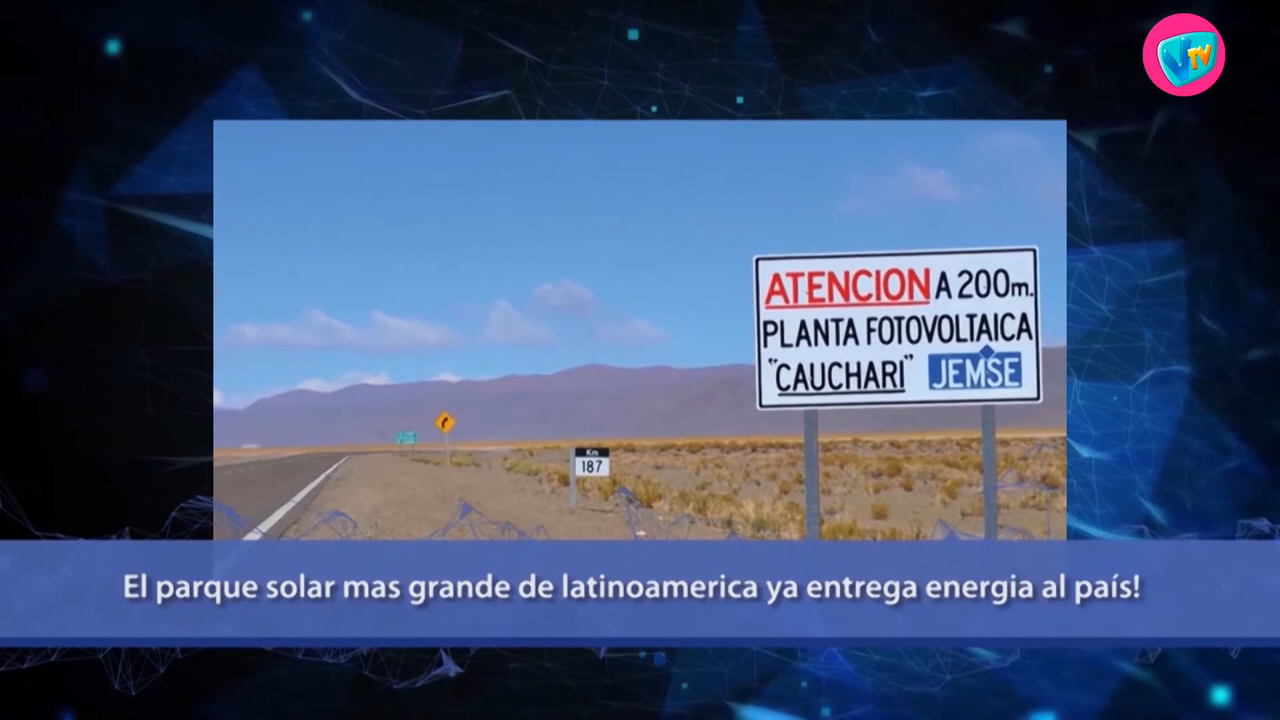 V TV
ATENCION A 200m.
PLANTA FOTOVOLTAICA
"CAUCHARI" JEMSE
Km
187
El parque solar mas grande de latinoamerica ya entrega energia al país!